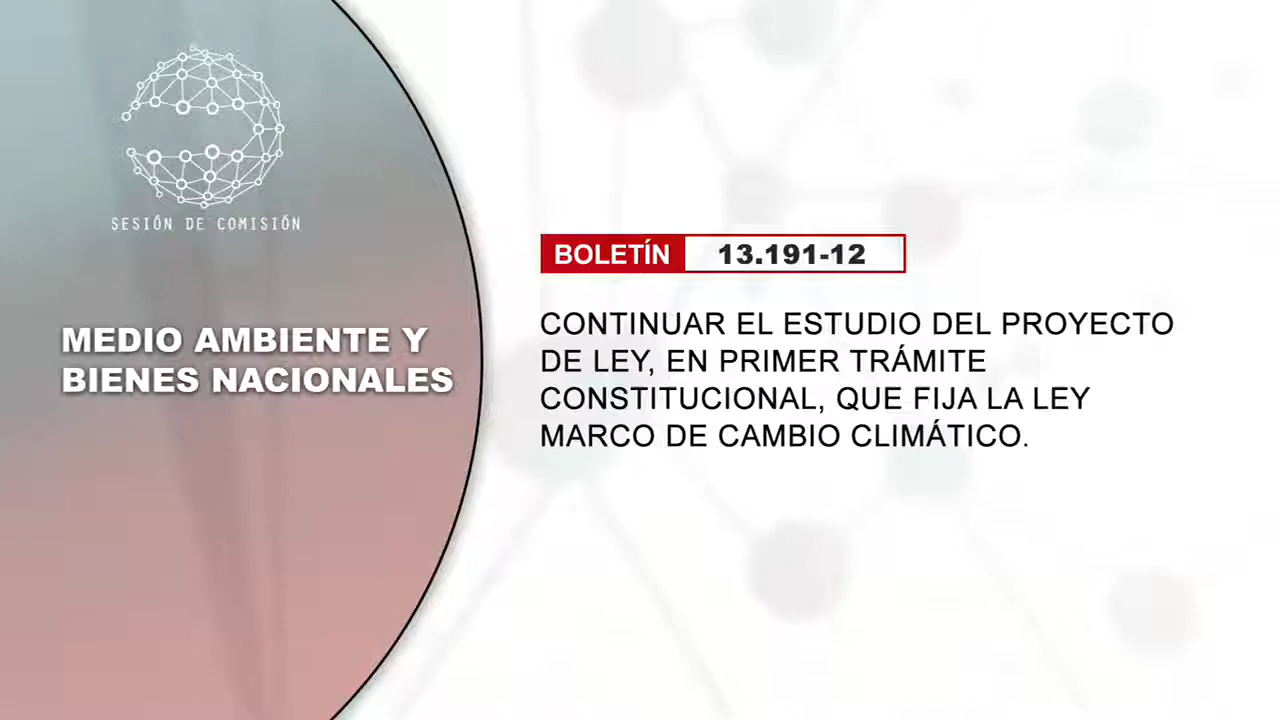 SESIÓN DE COMISIÓN
MEDIO AMBIENTE Y
BIENES NACIONALES
BOLETÍN 13.191-12
CONTINUAR EL ESTUDIO DEL PROYECTO
DE LEY, EN PRIMER TRÁMITE
CONSTITUCIONAL, QUE FIJA LA LEY
MARCO DE CAMBIO CLIMÁTICO.